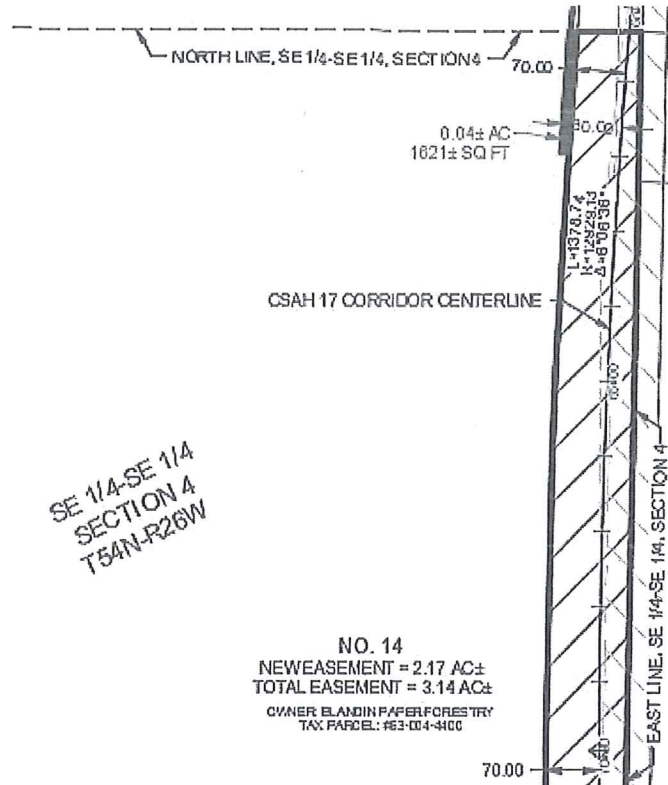 NORTH LINE, SE 1/4-SE 1/4, SECTION 4
70.00
80.00
0.04± AC
1621± SQ FT
L=1378.74
R=12929.13
Δ=6°06'36"
CSAH 17 CORRIDOR CENTERLINE
SE 1/4-SE 1/4
SECTION 4
T54N-R26W
EAST LINE, SE 1/4-SE 1/4, SECTION 4
NO. 14
NEW EASEMENT = 2.17 AC±
TOTAL EASEMENT = 3.14 AC±
OWNER: BLANDIN PAPER FORESTRY
TAX PARCEL: #63-004-4400
70.00